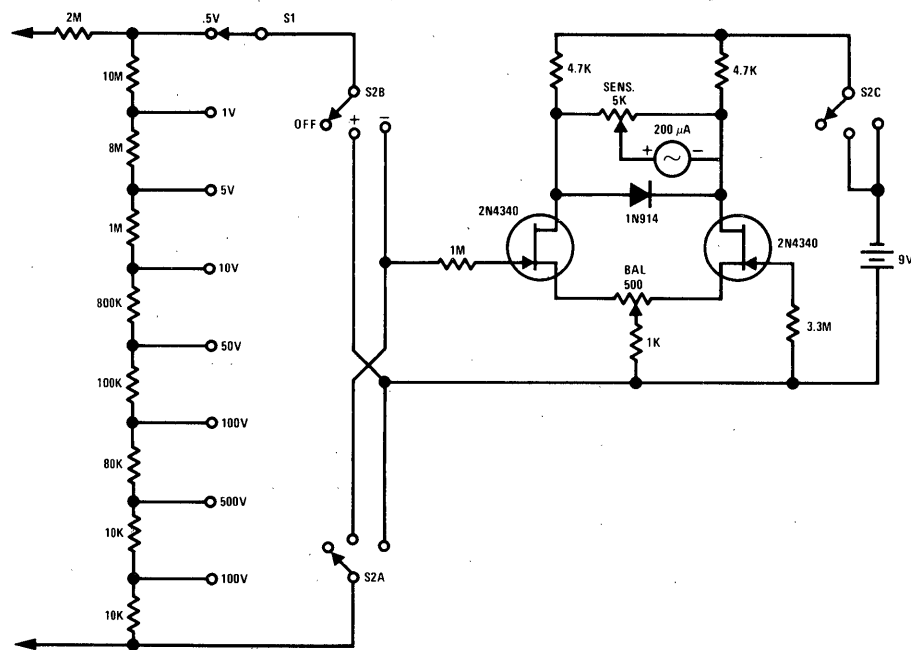 2M
.5V
S1
10M
1V
8M
5V
1M
10V
800K
50V
100K
100V
80K
500V
10K
100V
10K
S2B
OFF
+
–
S2A
1M
4.7K
4.7K
SENS.
5K
200 µA
+
–
1N914
2N4340
2N4340
BAL
500
1K
3.3M
S2C
9V